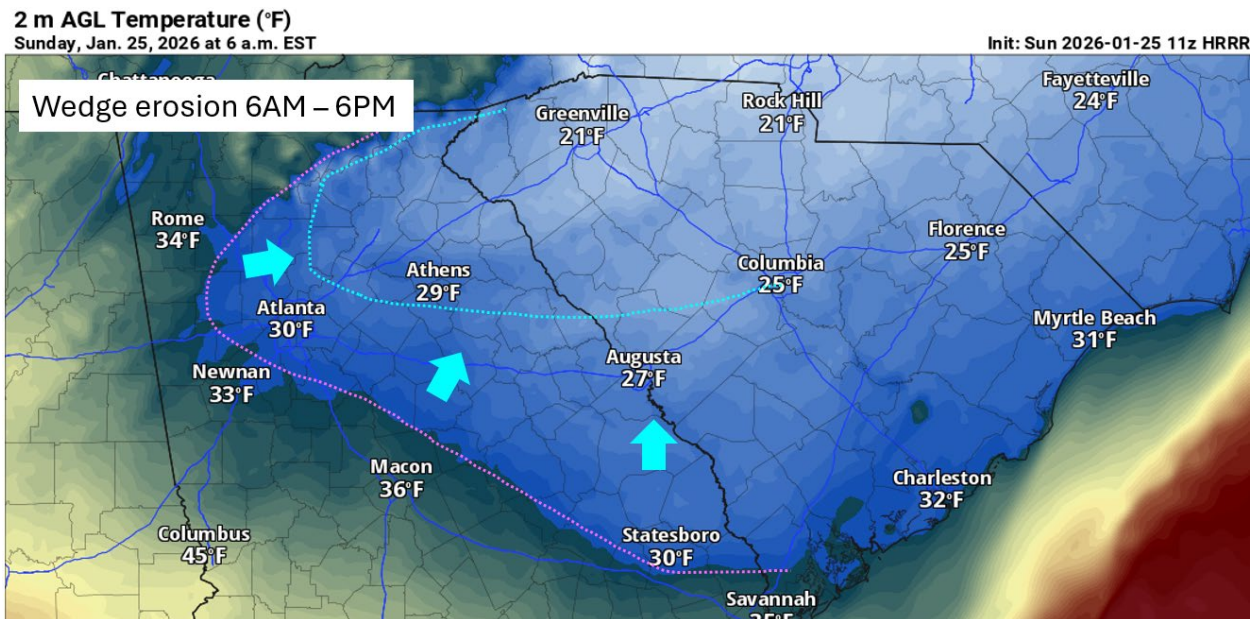 2 m AGL Temperature (°F)
Sunday, Jan. 25, 2026 at 6 a.m. EST
Init: Sun 2026-01-25 11z HRRR
Chattanooga
Wedge erosion 6AM – 6PM
Greenville
21°F
Rock Hill
21°F
Fayetteville
24°F
Rome
34°F
Athens
29°F
Columbia
25°F
Florence
25°F
Atlanta
30°F
Myrtle Beach
31°F
Newnan
33°F
Augusta
27°F
Macon
36°F
Charleston
32°F
Columbus
45°F
Statesboro
30°F
Savannah